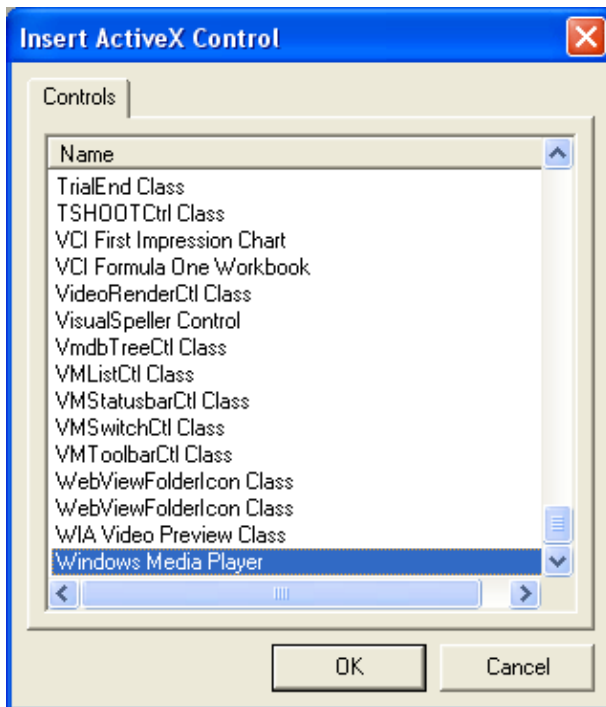 Insert ActiveX Control
Controls
Name
TrialEnd Class
TSHOOTCtrl Class
VCI First Impression Chart
VCI Formula One Workbook
VideoRenderCtl Class
VisualSpeller Control
VmdbTreeCtl Class
VMListCtl Class
VMStatusbarCtl Class
VMSwitchCtl Class
VMToolbarCtl Class
WebViewFolderIcon Class
WebViewFolderIcon Class
WIA Video Preview Class
Windows Media Player
OK Cancel